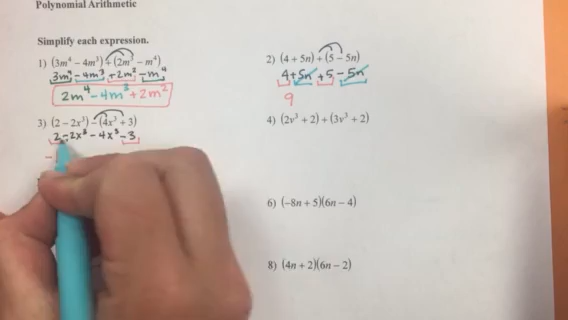 Polynomial Arithmetic
Simplify each expression.
1) (3m⁴ − 4m³) + (2m² − m⁴)
3m⁴ − 4m³ + 2m² − m⁴
2m⁴ − 4m³ + 2m²
2) (4 + 5n) + (5 − 5n)
4 + 5n + 5 − 5n
9
3) (2 − 2x³) − (4x³ + 3)
2 − 2x³ − 4x³ − 3
−
4) (2v³ + 2) + (3v³ + 2)
6) (−8n + 5)(6n − 4)
8) (4n + 2)(6n − 2)